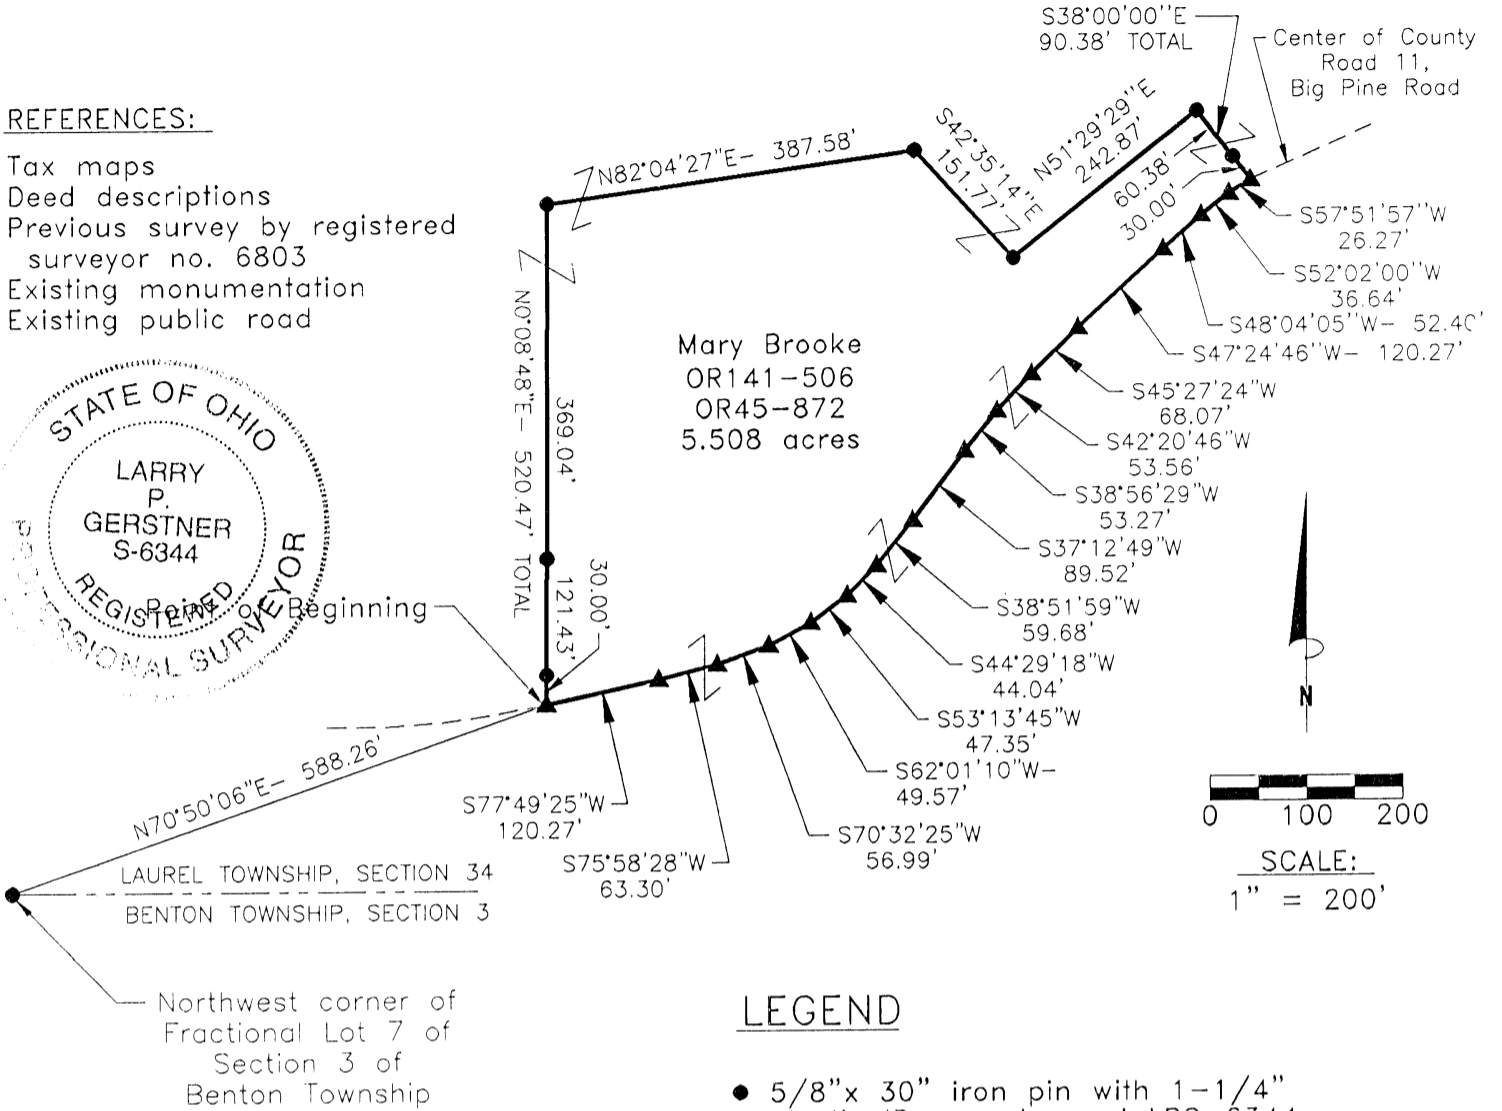 S38°00'00"E
90.38' TOTAL
Center of County
Road 11,
Big Pine Road
REFERENCES:
Tax maps
Deed descriptions
Previous survey by registered
surveyor no. 6803
Existing monumentation
Existing public road
N82°04'27"E- 387.58'
S42°35'14"E
151.77'
N51°29'29"E
242.87'
60.38'
30.00'
S57°51'57"W
26.27'
S52°02'00"W
36.64'
S48°04'05"W- 52.40'
S47°24'46"W- 120.27'
S45°27'24"W
68.07'
S42°20'46"W
53.56'
S38°56'29"W
53.27'
S37°12'49"W
89.52'
S38°51'59"W
59.68'
S44°29'18"W
44.04'
S53°13'45"W
47.35'
S62°01'10"W-
49.57'
S70°32'25"W
56.99'
S75°58'28"W
63.30'
S77°49'25"W
120.27'
N0°08'48"E- 520.47' TOTAL
369.04'
121.43'
30.00'
Mary Brooke
OR141-506
OR45-872
5.508 acres
STATE OF OHIO
LARRY
P.
GERSTNER
S-6344
REGISTERED
PROFESSIONAL SURVEYOR
Point of Beginning
N70°50'06"E- 588.26'
LAUREL TOWNSHIP, SECTION 34
BENTON TOWNSHIP, SECTION 3
Northwest corner of
Fractional Lot 7 of
Section 3 of
Benton Township
N
0 100 200
SCALE:
1" = 200'
LEGEND
5/8"x 30" iron pin with 1-1/4"